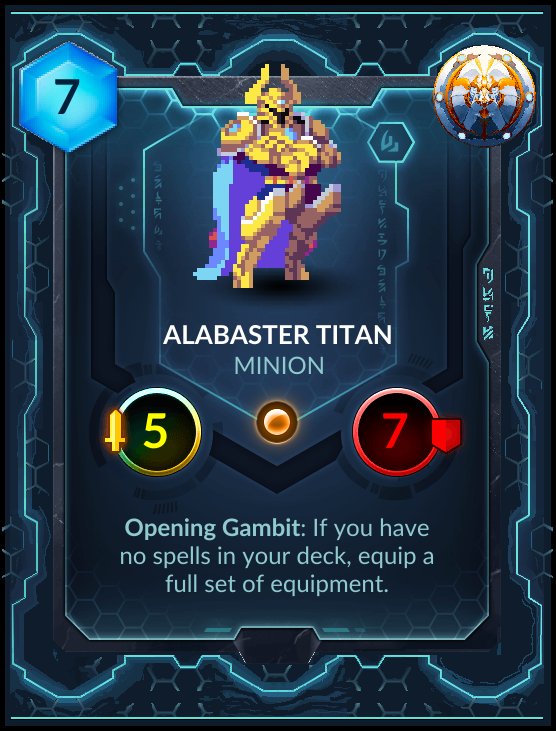 7
ALABASTER TITAN
MINION
5 7
Opening Gambit: If you have
no spells in your deck, equip a
full set of equipment.